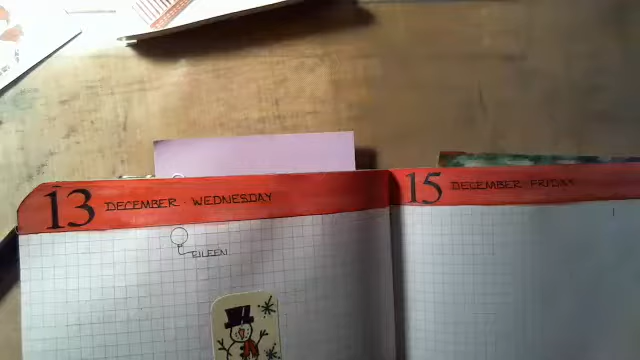 13 DECEMBER · WEDNESDAY
EILEEN
15 DECEMBER · FRIDAY